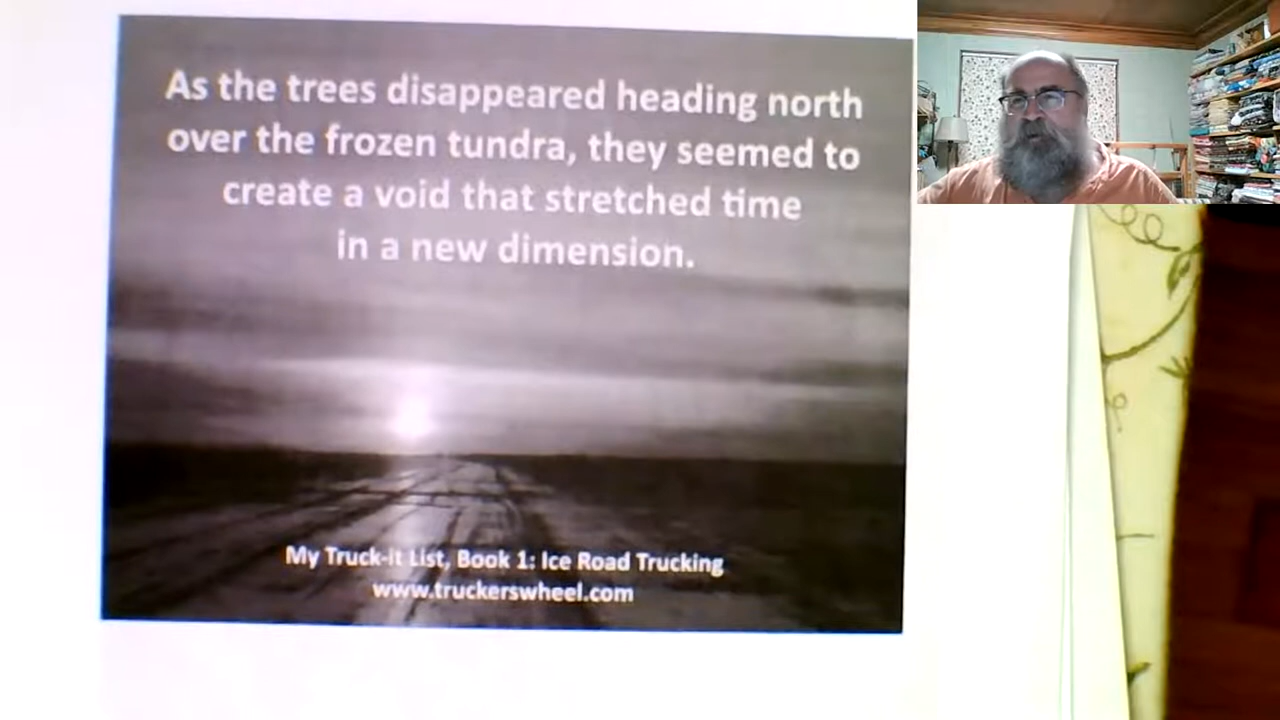 As the trees disappeared heading north
over the frozen tundra, they seemed to
create a void that stretched time
in a new dimension.
My Truck-it List, Book 1: Ice Road Trucking
www.truckerswheel.com